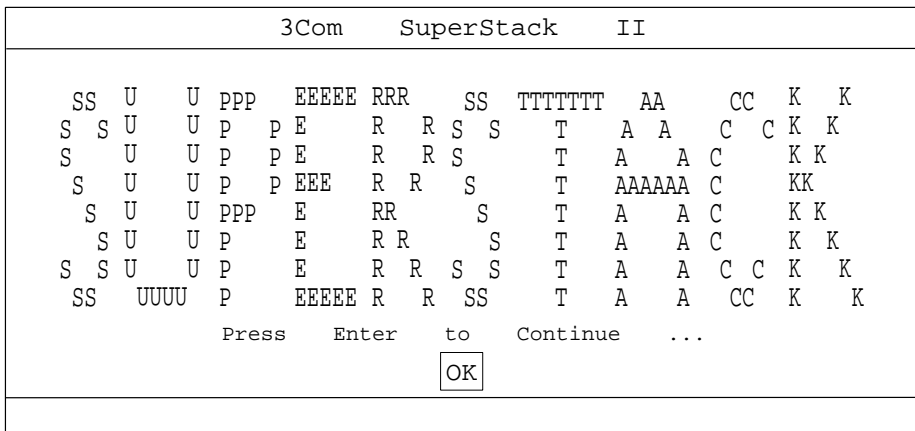 3Com SuperStack II
SS U U PPP EEEEE RRR SS TTTTTTT AA CC K K
S S U U P P E R R S S T A A C C K K
S U U P P E R R S T A A C K K
S U U P P EEE R R S T AAAAAA C KK
S U U PPP E RR S T A A C K K
S U U P E R R S T A A C K K
S S U U P E R R S S T A A C C K K
SS UUUU P EEEEE R R SS T A A CC K K
Press Enter to Continue ...
OK